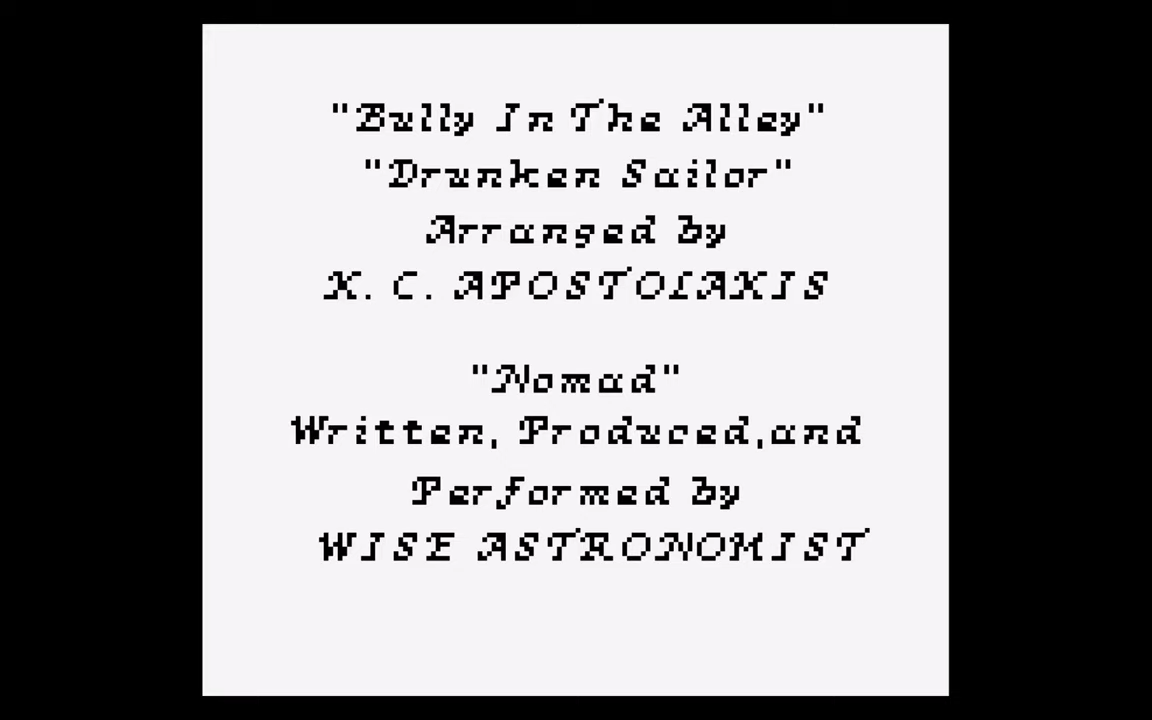 "Bully In The Alley"
"Drunken Sailor"
Arranged by
K. C. APOSTOLAKIS
"Nomad"
Written, Produced,and
Performed by
WISE ASTRONOMIST